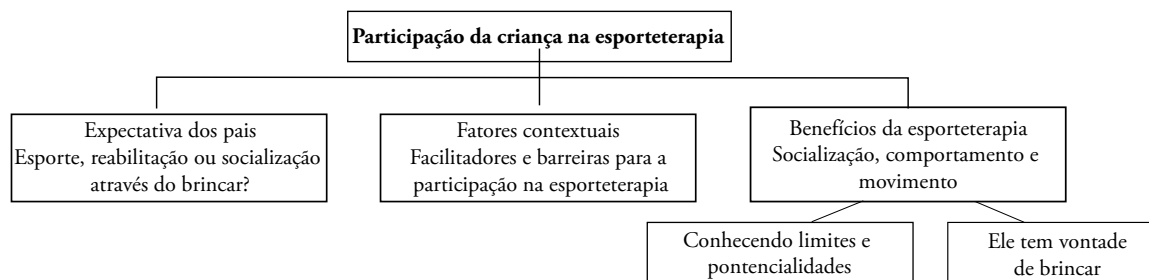 Participação da criança na esporteterapia
Expectativa dos pais
Esporte, reabilitação ou socialização
através do brincar?
Fatores contextuais
Facilitadores e barreiras para a
participação na esporteterapia
Benefícios da esporteterapia
Socialização, comportamento e
movimento
Conhecendo limites e
pontencialidades
Ele tem vontade
de brincar